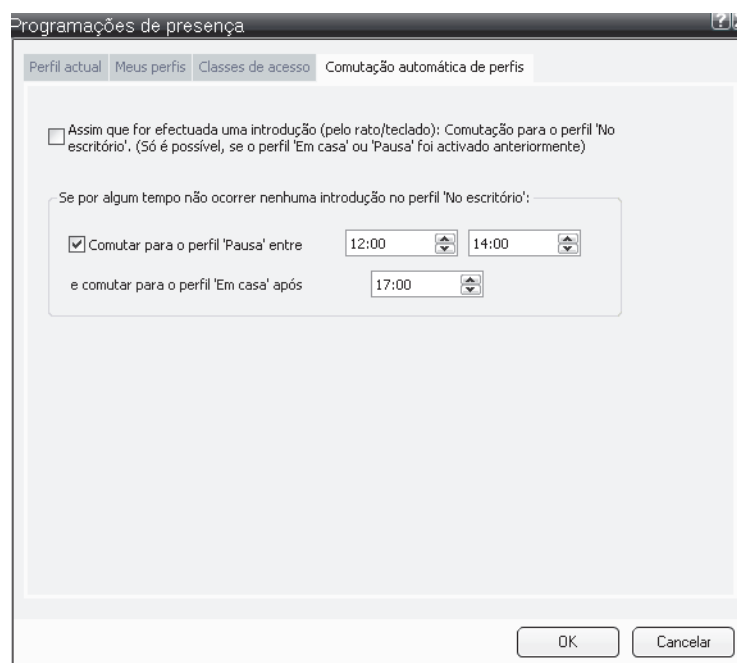 Programações de presença
Perfil actual Meus perfis Classes de acesso Comutação automática de perfis
Assim que for efectuada uma introdução (pelo rato/teclado): Comutação para o perfil 'No
escritório'. (Só é possível, se o perfil 'Em casa' ou 'Pausa' foi activado anteriormente)
Se por algum tempo não ocorrer nenhuma introdução no perfil 'No escritório':
Comutar para o perfil 'Pausa' entre 12:00 14:00
e comutar para o perfil 'Em casa' após 17:00
OK Cancelar